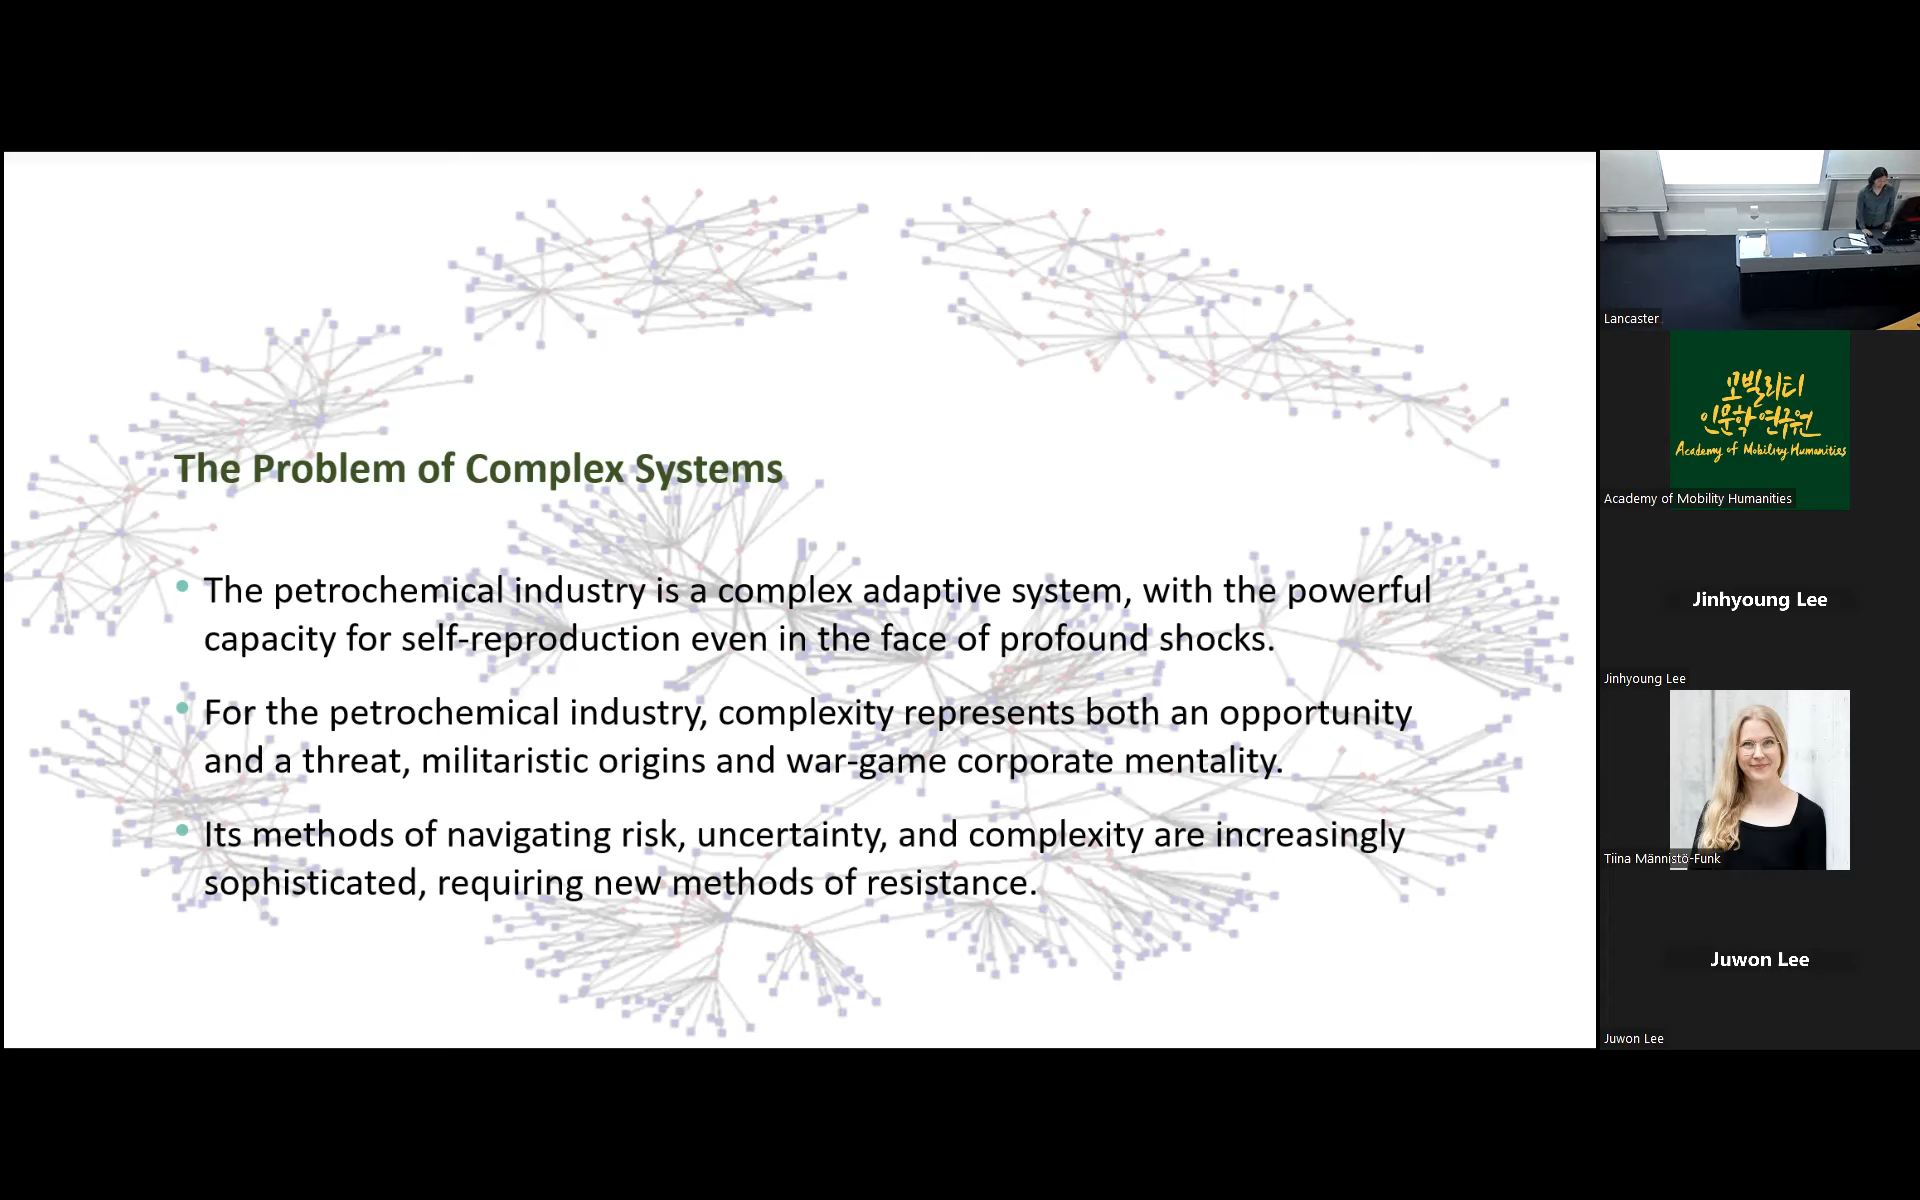 The Problem of Complex Systems
The petrochemical industry is a complex adaptive system, with the powerful
capacity for self-reproduction even in the face of profound shocks.
For the petrochemical industry, complexity represents both an opportunity
and a threat, militaristic origins and war-game corporate mentality.
Its methods of navigating risk, uncertainty, and complexity are increasingly
sophisticated, requiring new methods of resistance.
Lancaster
모빌리티
인문학 연구원
Academy of Mobility Humanities
Academy of Mobility Humanities
Jinhyoung Lee
Jinhyoung Lee
Tiina Männistö-Funk
Juwon Lee
Juwon Lee